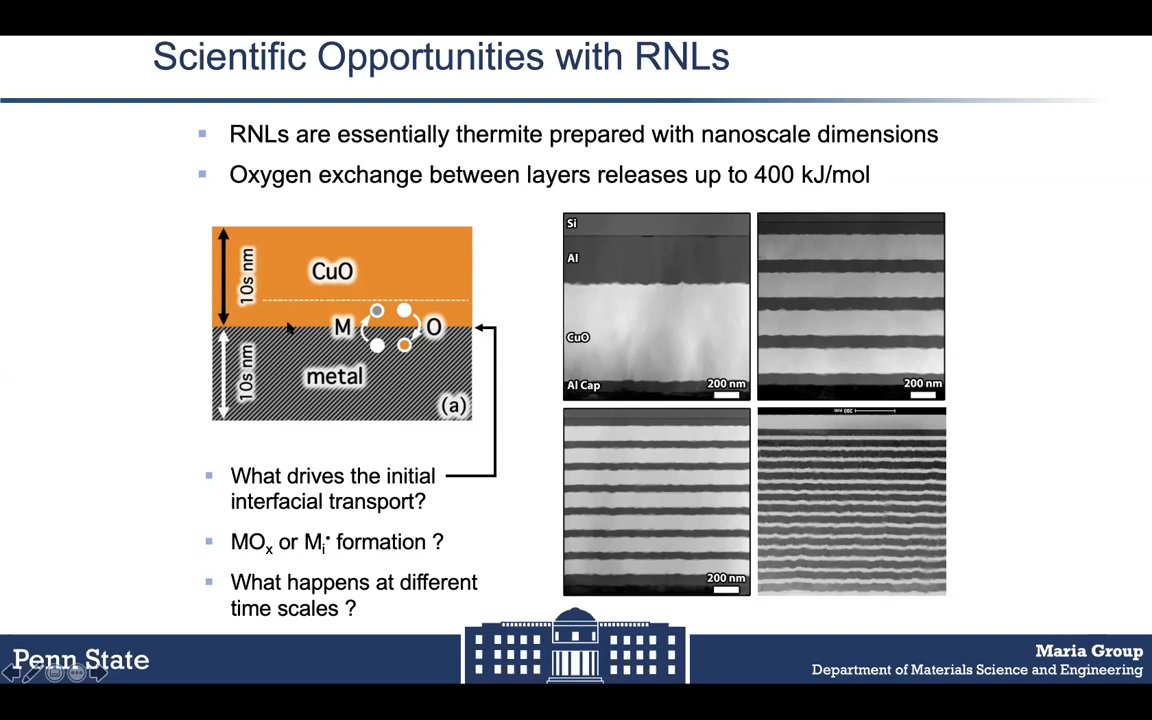 Scientific Opportunities with RNLs
RNLs are essentially thermite prepared with nanoscale dimensions
Oxygen exchange between layers releases up to 400 kJ/mol
10s nm
CuO
M
O
10s nm
metal
(a)
Si
Al
CuO
Al Cap
200 nm
200 nm
200 nm
200 nm
What drives the initial
interfacial transport?
MOₓ or Mᵢ• formation ?
What happens at different
time scales ?
Penn State
Maria Group
Department of Materials Science and Engineering